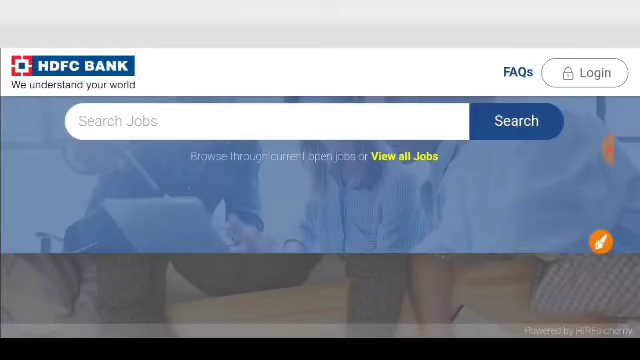 HDFC BANK
We understand your world
FAQs
Login
Search Jobs
Search
Browse through current open jobs or View all Jobs
Powered by HIREalchemy